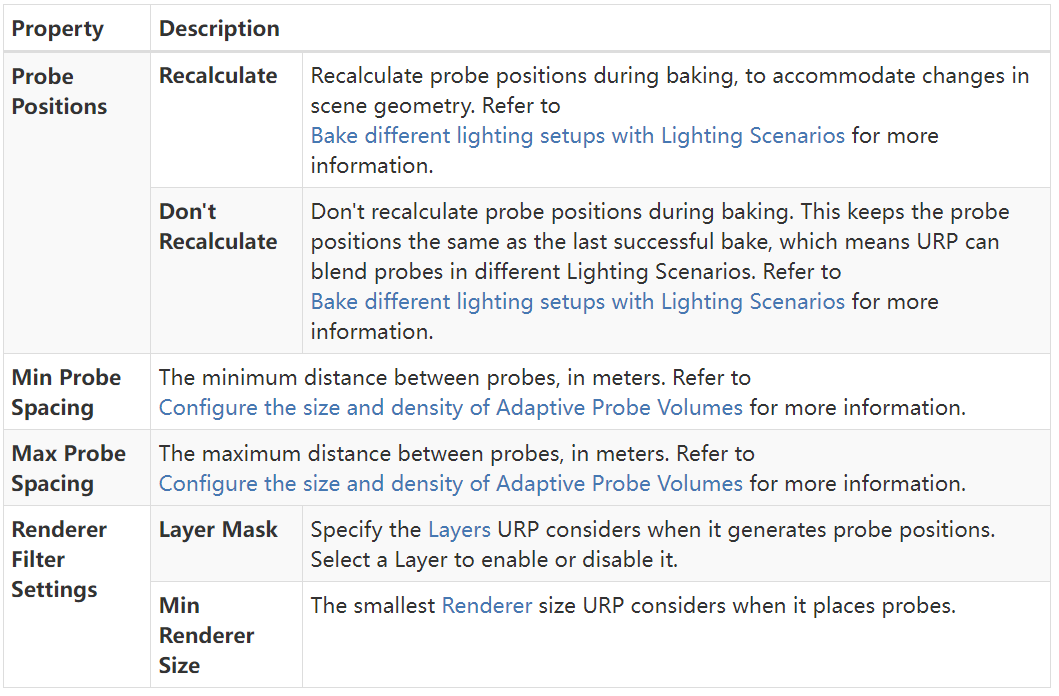 Property
Description
Probe
Positions
Recalculate
Recalculate probe positions during baking, to accommodate changes in
scene geometry. Refer to
Bake different lighting setups with Lighting Scenarios for more
information.
Don't
Recalculate
Don't recalculate probe positions during baking. This keeps the probe
positions the same as the last successful bake, which means URP can
blend probes in different Lighting Scenarios. Refer to
Bake different lighting setups with Lighting Scenarios for more
information.
Min Probe
Spacing
The minimum distance between probes, in meters. Refer to
Configure the size and density of Adaptive Probe Volumes for more information.
Max Probe
Spacing
The maximum distance between probes, in meters. Refer to
Configure the size and density of Adaptive Probe Volumes for more information.
Renderer
Filter
Settings
Layer Mask
Specify the Layers URP considers when it generates probe positions.
Select a Layer to enable or disable it.
Min
Renderer
Size
The smallest Renderer size URP considers when it places probes.